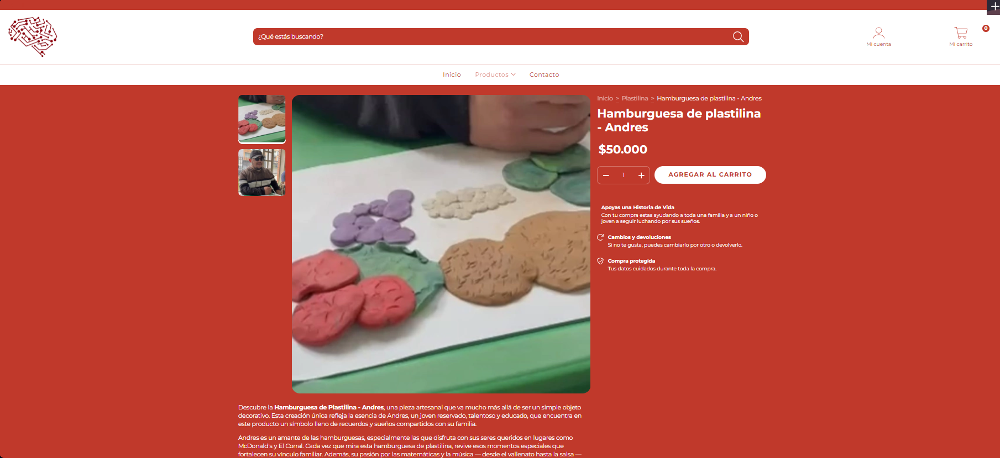 ¿Qué estás buscando?
Mi cuenta
0
Mi carrito
Inicio
Productos
Contacto
Inicio > Plastilina > Hamburguesa de plastilina - Andres
Hamburguesa de plastilina
- Andres
$50.000
1
AGREGAR AL CARRITO
Apoyas una Historia de Vida
Con tu compra estas ayudando a toda una familia y a un niño o
joven a seguir luchando por sus sueños.
Cambios y devoluciones
Si no te gusta, puedes cambiarlo por otro o devolverlo.
Compra protegida
Tus datos cuidados durante toda la compra.
Descubre la Hamburguesa de Plastilina - Andres, una pieza artesanal que va mucho más allá de ser un simple objeto
decorativo. Esta creación única refleja la esencia de Andres, un joven reservado, talentoso y educado, que encuentra en
este producto un símbolo lleno de recuerdos y sueños compartidos con su familia.
Andres es un amante de las hamburguesas, especialmente las que disfruta con sus seres queridos en lugares como
McDonald's y El Corral. Cada vez que mira esta hamburguesa de plastilina, revive esos momentos especiales que
fortalecen su vínculo familiar. Además, su pasión por las matemáticas y la música — desde el vallenato hasta la salsa —